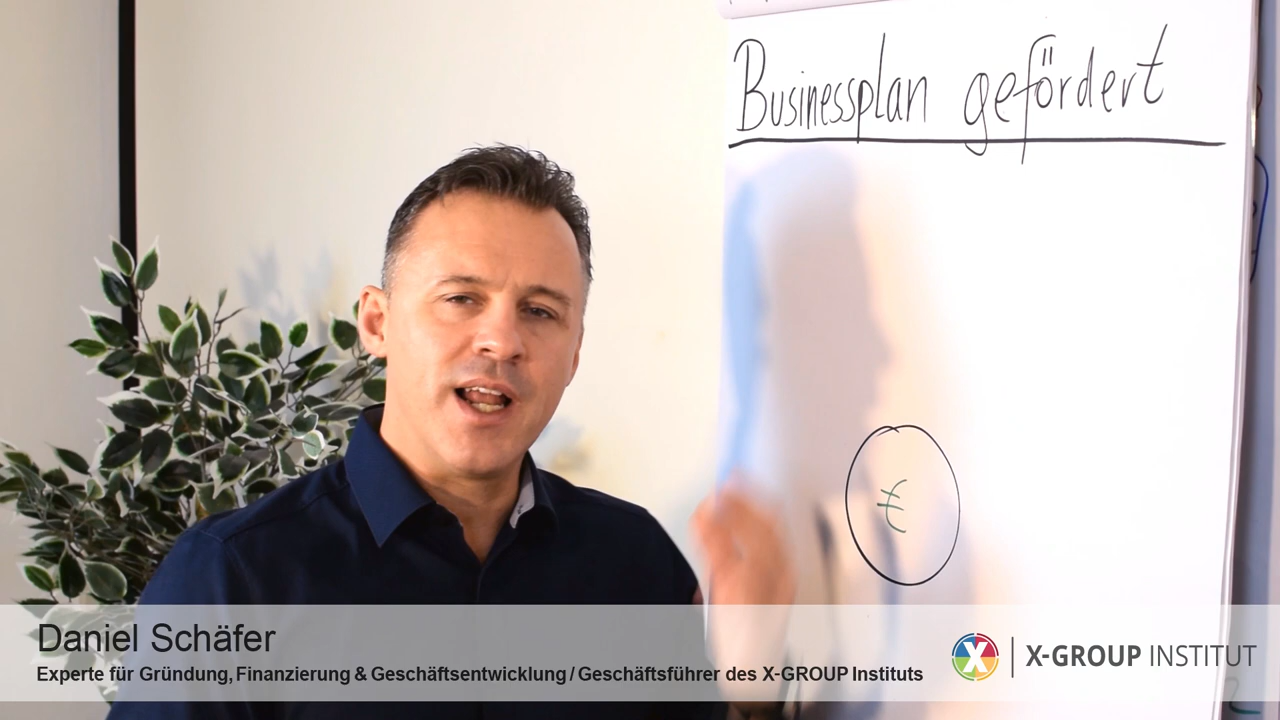 Businessplan gefördert
€
Daniel Schäfer
Experte für Gründung, Finanzierung & Geschäftsentwicklung / Geschäftsführer des X-GROUP Instituts
X
X-GROUP INSTITUT